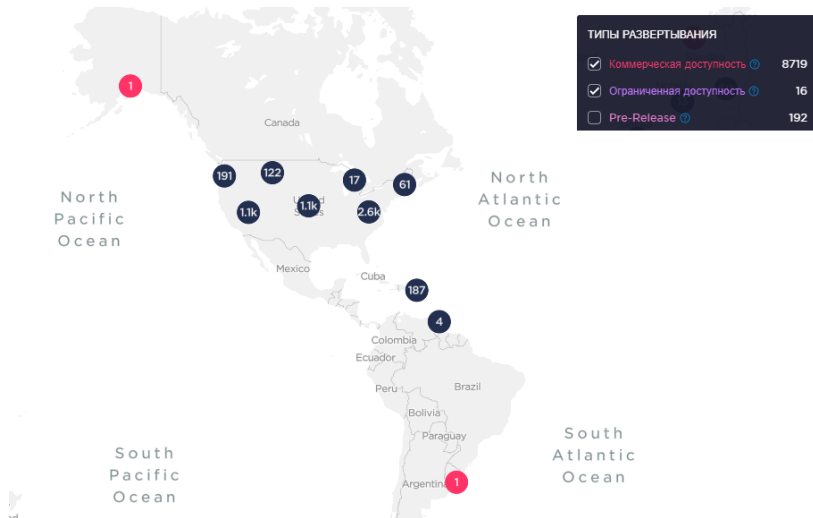 ТИПЫ РАЗВЕРТЫВАНИЯ
Коммерческая доступность 8719
Ограниченная доступность 16
Pre-Release 192
1
Canada
191
122
17
61
North
Pacific
Ocean
North
Atlantic
Ocean
1.1k
United
States
1.1k
2.6k
Mexico
Cuba
187
4
Colombia
Ecuador
Peru
Brazil
Bolivia
Paraguay
South
Pacific
Ocean
South
Atlantic
Ocean
Argentina
1